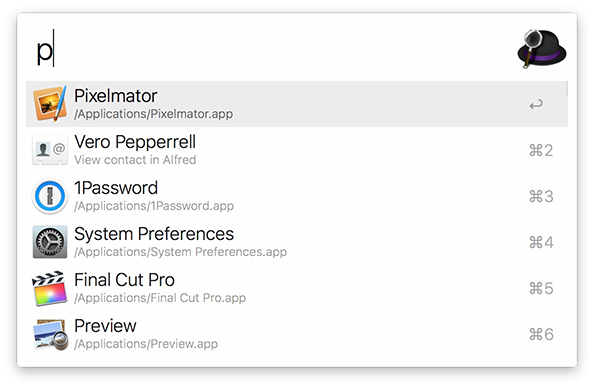 p
Pixelmator
/Applications/Pixelmator.app
↩
Vero Pepperrell
View contact in Alfred
⌘2
1Password
/Applications/1Password.app
⌘3
System Preferences
/Applications/System Preferences.app
⌘4
Final Cut Pro
/Applications/Final Cut Pro.app
⌘5
Preview
/Applications/Preview.app
⌘6